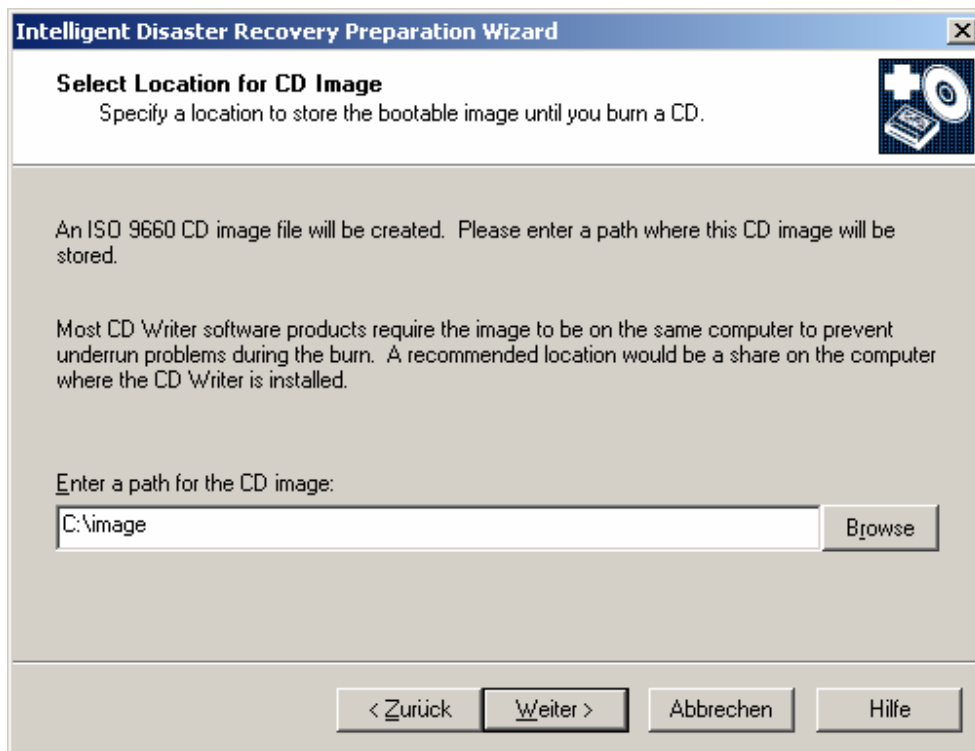 Intelligent Disaster Recovery Preparation Wizard
Select Location for CD Image
Specify a location to store the bootable image until you burn a CD.
An ISO 9660 CD image file will be created. Please enter a path where this CD image will be
stored.
Most CD Writer software products require the image to be on the same computer to prevent
underrun problems during the burn. A recommended location would be a share on the computer
where the CD Writer is installed.
Enter a path for the CD image:
C:\image
Browse
< Zurück
Weiter >
Abbrechen
Hilfe